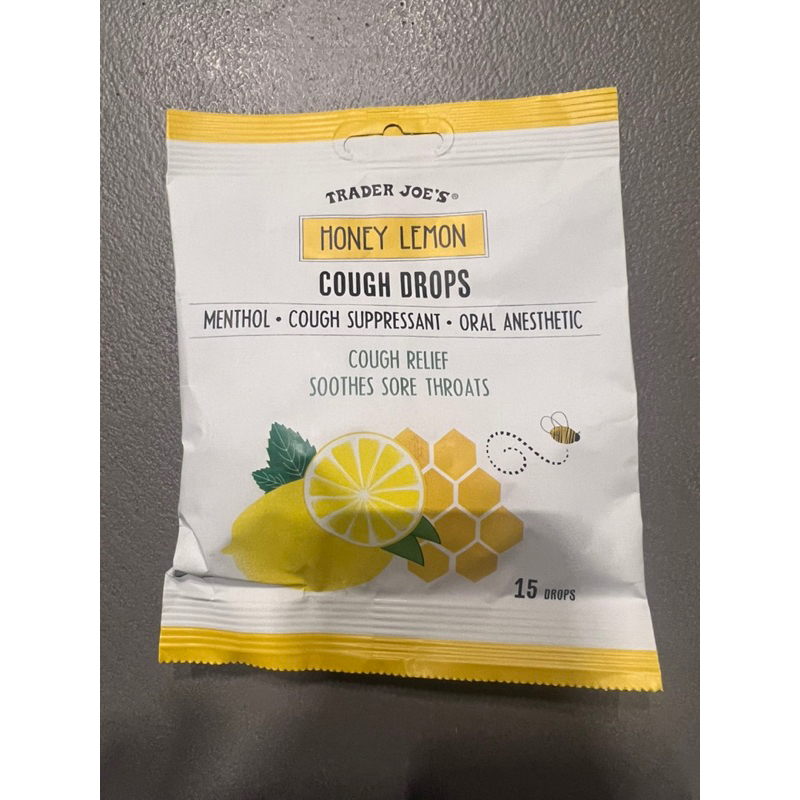 TRADER JOE'S®
HONEY LEMON
COUGH DROPS
MENTHOL • COUGH SUPPRESSANT • ORAL ANESTHETIC
COUGH RELIEF
SOOTHES SORE THROATS
15 DROPS